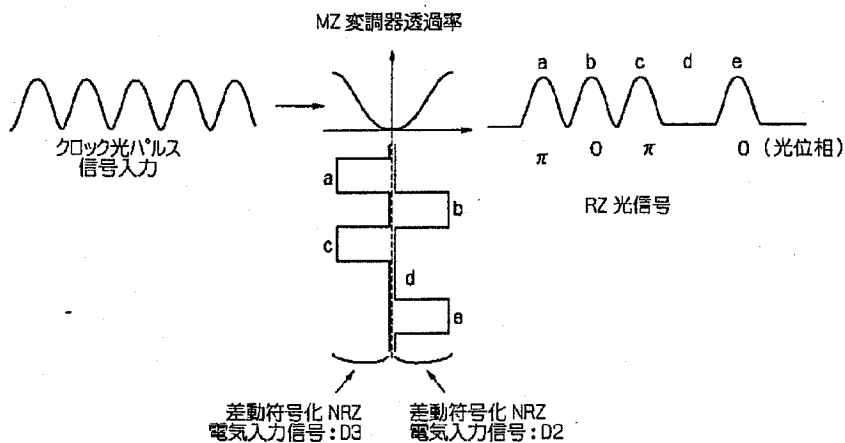 MZ 変調器透過率
クロック光パルス
信号入力
a b c d e
π 0 π 0 (光位相)
RZ 光信号
a
b
c
d
e
差動符号化 NRZ
電気入力信号:D3
差動符号化 NRZ
電気入力信号:D2